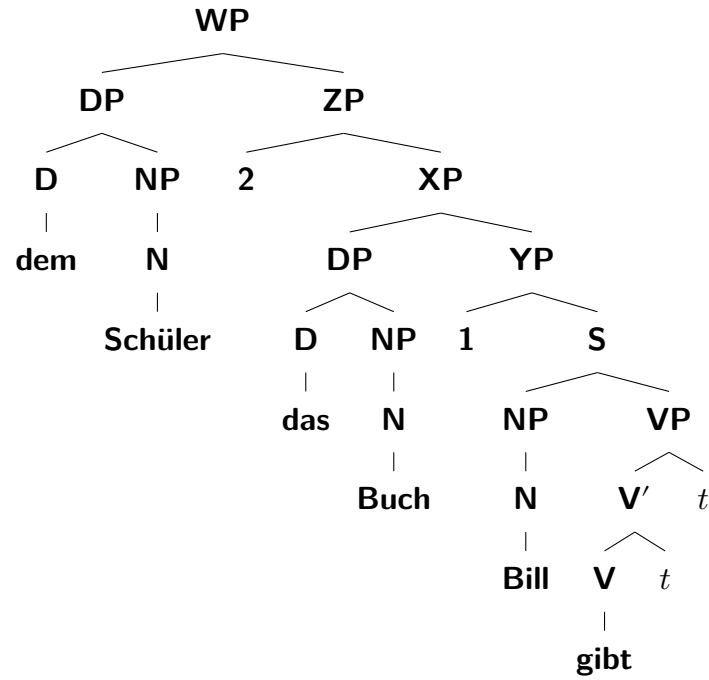 WP
DP ZP
D NP 2 XP
dem N DP YP
Schüler D NP 1 S
das N NP VP
Buch N V′ t
Bill V t
gibt